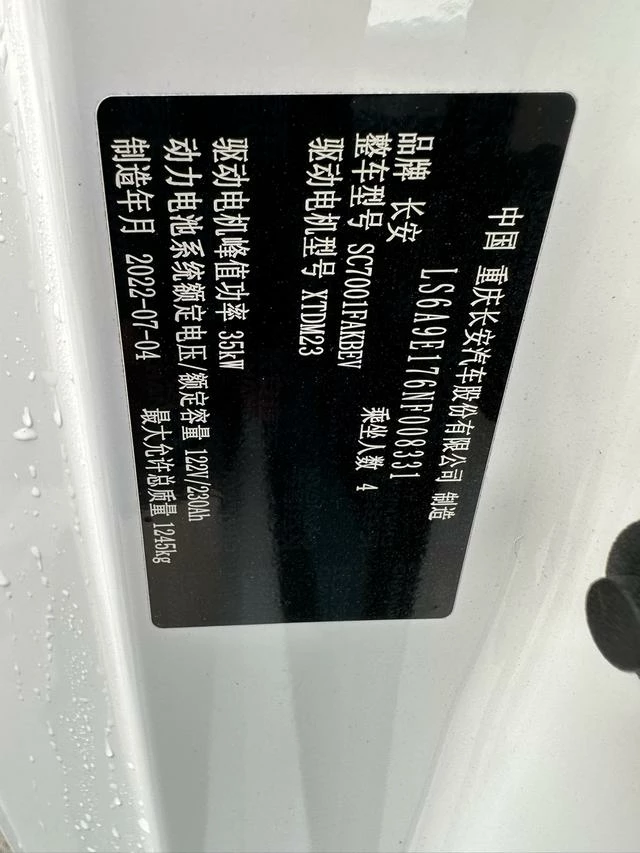 中国 重庆长安汽车股份有限公司 制造
LS6A9E176NF008331
品牌 长安
整车型号 SC7001FAKBEV 乘坐人数 4
驱动电机型号 XTDM23
驱动电机峰值功率 35kW
动力电池系统额定电压/额定容量 122V/230Ah
制造年月 2022-07-04 最大允许总质量 1245kg